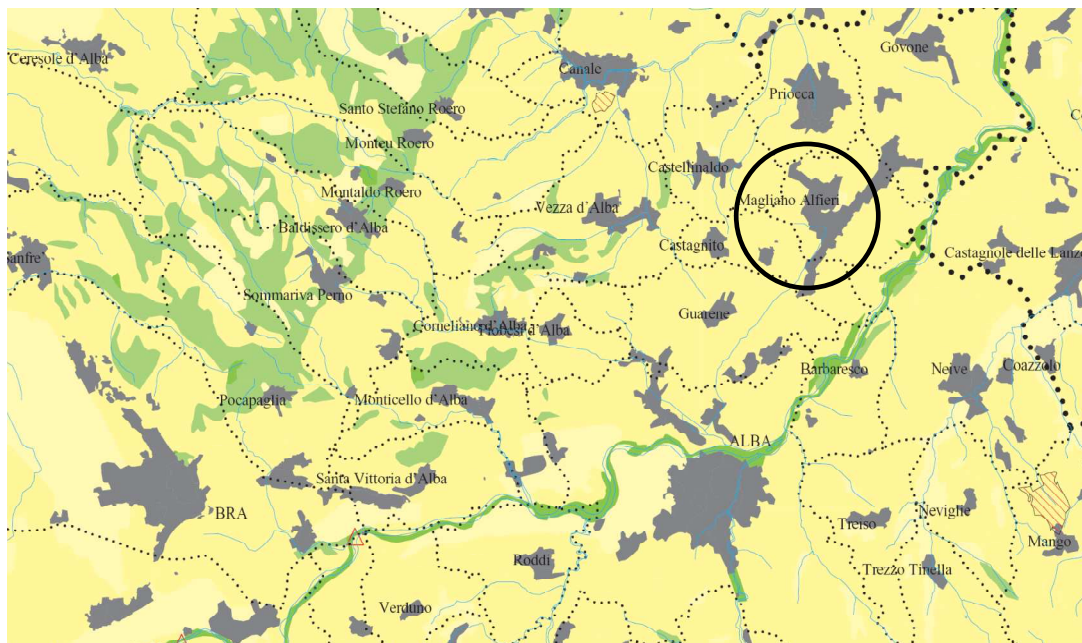 Govone
Ceresole d'Alba
Canale
Priocca
Santo Stefano Roero
Monteu Roero
Castellinaldo
Montaldo Roero
Magliano Alfieri
Vezza d'Alba
Baldissero d'Alba
Castagnito
Sanfre'
Castagnole delle Lanze
Sommariva Perno
Guarene
Corneliano d'Alba
d'Alba
Barbaresco
Neive
Coazzolo
Pocapaglia
Monticello d'Alba
ALBA
Santa Vittoria d'Alba
BRA
Neviglie
Treiso
Mango
Roddi
Trezzo Tinella
Verduno